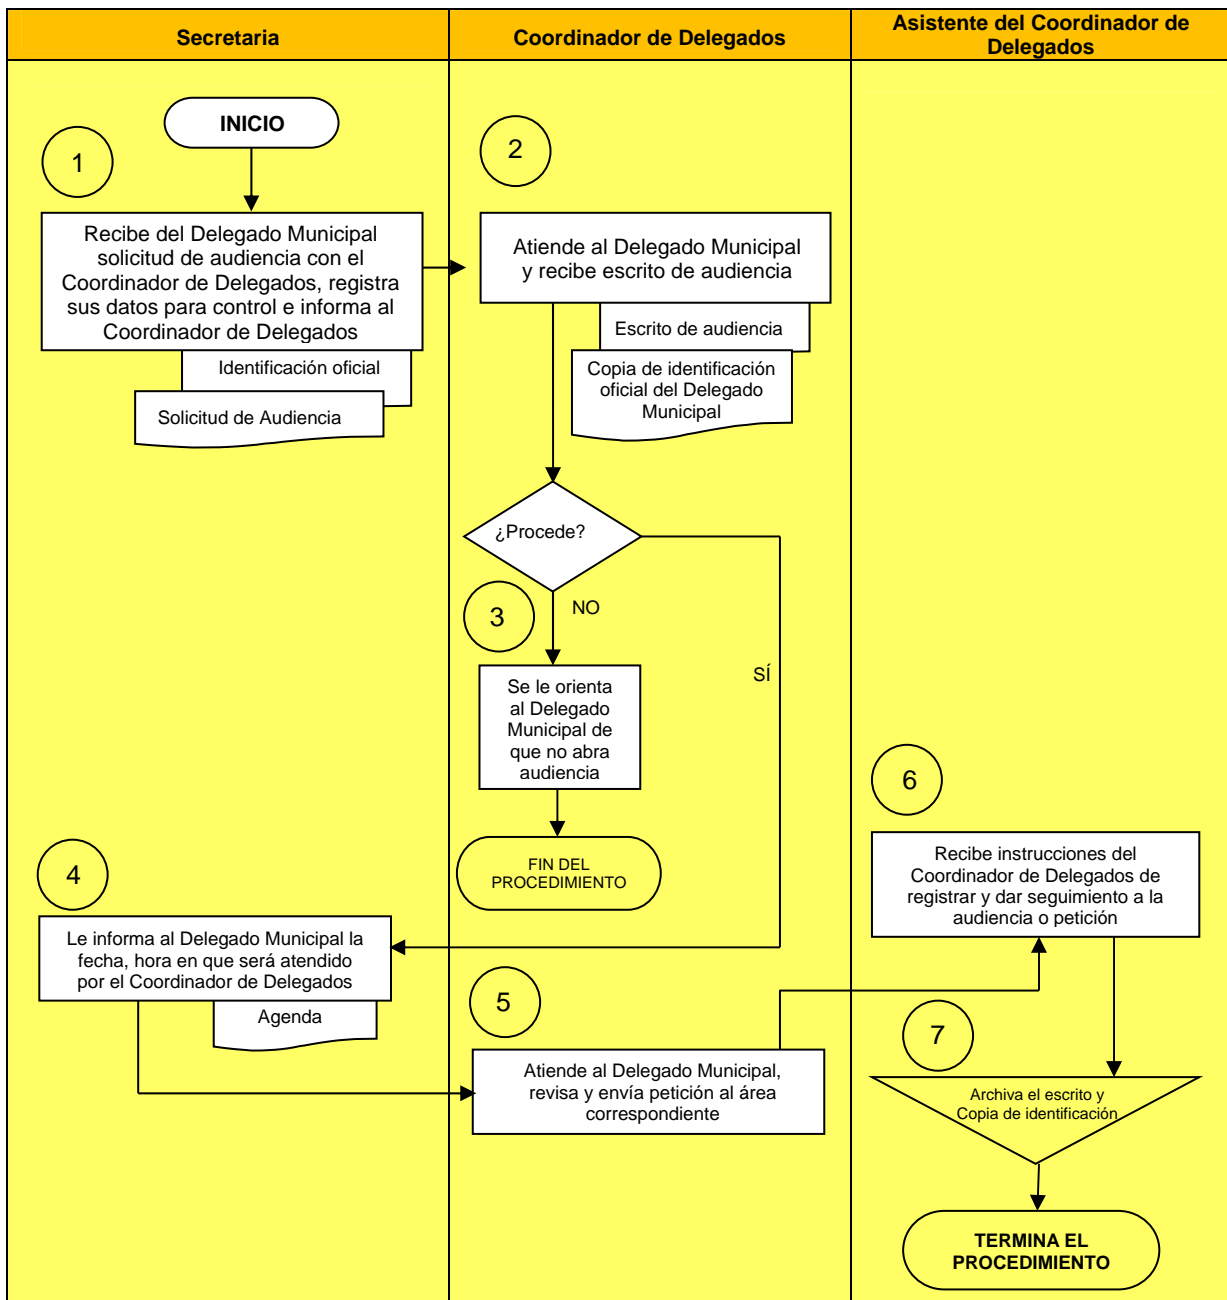 Secretaria
Coordinador de Delegados
Asistente del Coordinador de
Delegados
INICIO
1
Recibe del Delegado Municipal
solicitud de audiencia con el
Coordinador de Delegados, registra
sus datos para control e informa al
Coordinador de Delegados
Identificación oficial
Solicitud de Audiencia
2
Atiende al Delegado Municipal
y recibe escrito de audiencia
Escrito de audiencia
Copia de identificación
oficial del Delegado
Municipal
¿Procede?
NO
SÍ
3
Se le orienta
al Delegado
Municipal de
que no abra
audiencia
FIN DEL
PROCEDIMIENTO
4
Le informa al Delegado Municipal la
fecha, hora en que será atendido
por el Coordinador de Delegados
Agenda
5
Atiende al Delegado Municipal,
revisa y envía petición al área
correspondiente
6
Recibe instrucciones del
Coordinador de Delegados de
registrar y dar seguimiento a la
audiencia o petición
7
Archiva el escrito y
Copia de identificación
TERMINA EL
PROCEDIMIENTO